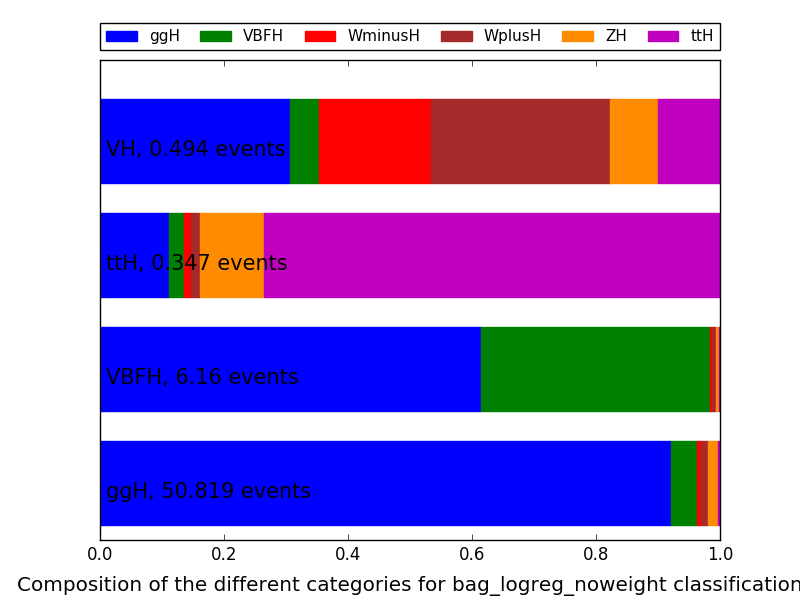 ggH VBFH WminusH WplusH ZH ttH
VH, 0.494 events
ttH, 0.347 events
VBFH, 6.16 events
ggH, 50.819 events
0.0 0.2 0.4 0.6 0.8 1.0
Composition of the different categories for bag_logreg_noweight classification